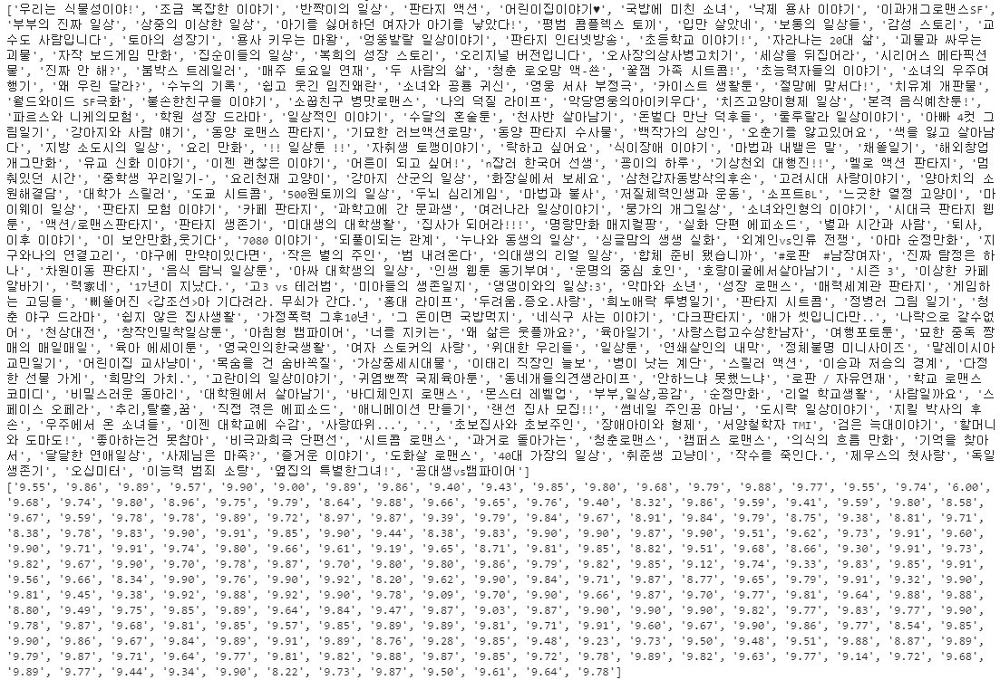 ['우리는 식물성이야!', '조금 복잡한 이야기', '반짝이의 일상', '판타지 액션', '어린이집이야기♥', '국밥에 미친 소녀', '낙제 용사 이야기', '이과개그로맨스SF',
'부부의 진짜 일상', '상중의 이상한 일상', '아기를 싫어하던 여자가 아기를 낳았다!', '평범 콤플렉스 토끼', '입만 살았네', '보통의 일상들', '감성 스토리', '교
수도 사람입니다', '토아의 성장기', '용사 키우는 마왕', '엉뚱발랄 일상이야기', '판타지 인터넷방송', '초등학교 이야기!', '자라나는 20대 삶', '괴물과 싸우는
괴물', '자작 보드게임 만화', '집순이들의 일상', '복희의 성장 스토리', '오리지널 버전입니다', '오사장의상사병고치기', '세상을 뒤집어라', '시리어스 메타픽션
물', '진짜 안 해?', '붐박스 트레일러', '매주 토요일 연재', '두 사람의 삶', '청춘 로오망 액-쑌', '꿀잼 가족 시트콤!', '초능력자들의 이야기', '소녀의 우주여
행기', '왜 우린 달라?', '수누의 기록', '쉽고 웃긴 임진왜란', '소녀와 공룡 귀신', '영웅 서사 부정극', '카이스트 생활툰', '절망에 맞서다!', '치유계 개판물',
'월드와이드 SF극화', '불손한친구들 이야기', '소꿉친구 병맛로맨스', '나의 덕질 라이프', '악당영웅의아이키우다', '치즈고양이형제 일상', '본격 음식예찬툰!',
'파르스와 니케의모험', '학원 성장 드라마', '일상적인 이야기', '수달의 혼술툰', '천사반 살아남기', '돈벌다 만난 덕후들', '룰루랄라 일상이야기', '아빠 4컷 그
림일기', '강아지와 사람 얘기', '동양 로맨스 판타지', '기묘한 러브액션로망', '동양 판타지 수사물', '백작가의 상인', '오춘기를 앓고있어요', '색을 잃고 살아남
다', '지방 소도시의 일상', '요리 만화', '!! 일상툰 !!', '자취생 토깽이야기', '탁하고 싶어요', '식이장애 이야기', '마법과 내뱉은 말', '채쏠일기', '해외창업
개그만화', '유교 신화 이야기', '이젠 괜찮은 이야기', '어른이 되고 싶어!', 'n잡러 한국어 선생', '굉이의 하루', '기상천외 대행진!!', '멜로 액션 판타지', '멈
춰있던 시간', '중학생 꾸리일기-', '요리천재 고양이', '강아지 산군의 일상', '화장실에서 보세요', '삼천갑자동방삭의후손', '고려시대 사랑이야기', '양아치의 소
원해결담', '대학가 스릴러', '도쿄 시트콤', '500원토끼의 일상', '두뇌 심리게임', '마법과 불사', '저질체력인생과 운동', '소프트BL', '느긋한 열정 고양이', '마
이웨이 일상', '판타지 모험 이야기', '카페 판타지', '과학고에 간 문과생', '여러나라 일상이야기', '뭉가의 개그일상', '소녀와인형의 이야기', '시대극 판타지 웹
툰', '액션/로맨스판타지', '판타지 생존기', '미대생의 대학생활', '집사가 되어라!!!', '명랑만화 매지컬팡', '실화 단편 에피소드', '별과 시간과 사람', '퇴사,
이후 이야기', '이 보안만화,웃기다', '7080 이야기', '되풀이되는 관계', '누나와 동생의 일상', '싱글맘의 생생 실화', '외계인vs인류 전쟁', '아마 순정만화', '지
구와나의 연결고리', '야구에 만약이있다면', '작은 별의 주인', '범 내려온다', '의대생의 리얼 일상', '합체 준비 됐습니까', '#로판  #남장여자', '진짜 탐정은 하
나', '차원이동 판타지', '음식 탐닉 일상툰', '아싸 대학생의 일상', '인생 웹툰 동기부여', '운명의 중심 호인', '호랑이굴에서살아남기', '시즌 3', '이상한 카페
알바기', '력家네', '17년이 지났다.', '고3 vs 테러범', '미아들의 생존일지', '댕댕이와의 일상:3', '악마와 소년', '성장 로맨스', '매력세계관 판타지', '게임하
는 고딩들', '삐뚤어진 <갑조선>아 기다려라. 무쇠가 간다.', '홍대 라이프', '두려움.증오.사랑', '희노애락 투병일기', '판타지 시트콤', '정병러 그림 일기', '청
춘 야구 드라마', '쉽지 않은 집사생활', '가정폭력 그후10년', '그 돈이면 국밥먹지', '네식구 사는 이야기', '다크판타지', '애가 셋입니다만..', '나락으로 갈수없
어', '천상대전', '창작인밀착일상툰', '아침형 뱀파이어', '너를 지키는', '왜 삶은 웃플까요?', '육아일기', '사랑스럽고수상한남자', '여행포토툰', '묘한 중독 짤
매의 매일매일', '육아 에세이툰', '영국인의한국생활', '여자 스토커의 사랑', '위대한 우리들', '일상툰', '연쇄살인의 내막', '정체불명 미니사이즈', '말레이시아
교민일기', '어린이집 교사냥이', '목숨을 건 숨바꼭질', '가상중세시대물', '이태리 직장인 늘보', '병이 낫는 계단', '스릴러 액션', '이승과 저승의 경계', '다정
한 선물 가게', '희망의 가치.', '고란이의 일상이야기', '귀염뽀짝 국제육아툰', '동네개들의견생라이프', '안하느냐 못했느냐', '로판 / 자유연재', '학교 로맨스
코미디', '비밀스러운 동아리', '대학원에서 살아남기', '바디체인지 로맨스', '몬스터 레벨업', '부부,일상,공감', '순정만화', '리얼 학교생활', '사람일까요', '스
페이스 오페라', '추리,탈출,꿈', '직접 겪은 에피소드', '애니메이션 만들기', '랜선 집사 모집!!', '썸네일 주인공 아님', '도시락 일상이야기', '지킬 박사의 후
손', '우주에서 온 소녀들', '이젠 대학교에 수감', '사랑따위...', '.', '초보집사와 초보주인', '장애아이와 형제', '서양철학자 TMI', '검은 늑대이야기', '할머니
와 도마도!', '좋아하는건 못참아', '비극과희극 단편선', '시트콤 로맨스', '과거로 돌아가는', '청춘로맨스', '캠퍼스 로맨스', '의식의 흐름 만화', '기억을 찾아
서', '달달한 연애일상', '사제님은 마족?', '즐거운 이야기', '도화살 로맨스', '40대 가장의 일상', '취준생 고냥이', '작수를 죽인다.', '제우스의 첫사랑', '독일
생존기', '오십미터', '이능력 범죄 소탕', '옆집의 특별한그녀!', '공대생vs뱀파이어']
['9.55', '9.86', '9.89', '9.57', '9.90', '9.00', '9.89', '9.86', '9.40', '9.43', '9.85', '9.80', '9.68', '9.79', '9.88', '9.77', '9.55', '9.74', '6.00',
'9.68', '9.74', '9.80', '8.96', '9.75', '9.79', '8.64', '9.88', '9.66', '9.65', '9.76', '9.40', '8.32', '9.86', '9.59', '9.41', '9.59', '9.80', '8.58',
'9.67', '9.59', '9.78', '9.78', '9.89', '9.72', '8.97', '9.87', '9.39', '9.79', '9.84', '9.67', '8.91', '9.84', '9.79', '8.75', '9.38', '8.81', '9.71',
'8.38', '9.78', '9.83', '9.90', '9.91', '9.85', '9.90', '9.44', '8.38', '9.83', '9.90', '9.90', '9.87', '9.90', '9.51', '9.62', '9.73', '9.91', '9.60',
'9.90', '9.71', '9.91', '9.74', '9.80', '9.66', '9.61', '9.19', '9.65', '8.71', '9.81', '9.85', '8.82', '9.51', '9.68', '8.66', '9.30', '9.91', '9.73',
'9.82', '9.67', '9.90', '9.70', '9.78', '9.87', '9.70', '9.80', '9.80', '9.86', '9.79', '9.82', '9.85', '9.12', '9.74', '9.33', '9.83', '9.85', '9.91',
'9.56', '9.66', '8.34', '9.90', '9.76', '9.90', '9.92', '8.20', '9.62', '9.90', '9.84', '9.71', '9.87', '8.77', '9.65', '9.79', '9.91', '9.32', '9.90',
'9.81', '9.45', '9.38', '9.92', '9.88', '9.92', '9.90', '9.78', '9.09', '9.70', '9.90', '9.66', '9.87', '9.70', '9.77', '9.81', '9.64', '9.88', '9.88',
'8.80', '9.49', '9.75', '9.85', '9.89', '9.64', '9.84', '9.47', '9.87', '9.03', '9.87', '9.90', '9.90', '9.90', '9.82', '9.77', '9.83', '9.77', '9.90',
'9.78', '9.87', '9.68', '9.81', '9.85', '9.57', '9.85', '9.89', '9.89', '9.81', '9.71', '9.91', '9.60', '9.67', '9.90', '9.86', '9.77', '8.54', '9.85',
'9.90', '9.86', '9.67', '9.84', '9.89', '9.91', '9.89', '8.76', '9.28', '9.85', '9.48', '9.23', '9.85', '9.50', '9.48', '9.51', '9.88', '8.87', '9.89',
'9.79', '9.87', '9.71', '9.64', '9.77', '9.81', '9.82', '9.88', '9.87', '9.85', '9.72', '9.78', '9.89', '9.82', '9.63', '9.77', '9.14', '9.72', '9.68',
'9.89', '9.77', '9.44', '9.34', '9.90', '8.22', '9.73', '9.87', '9.50', '9.61', '9.64', '9.78']